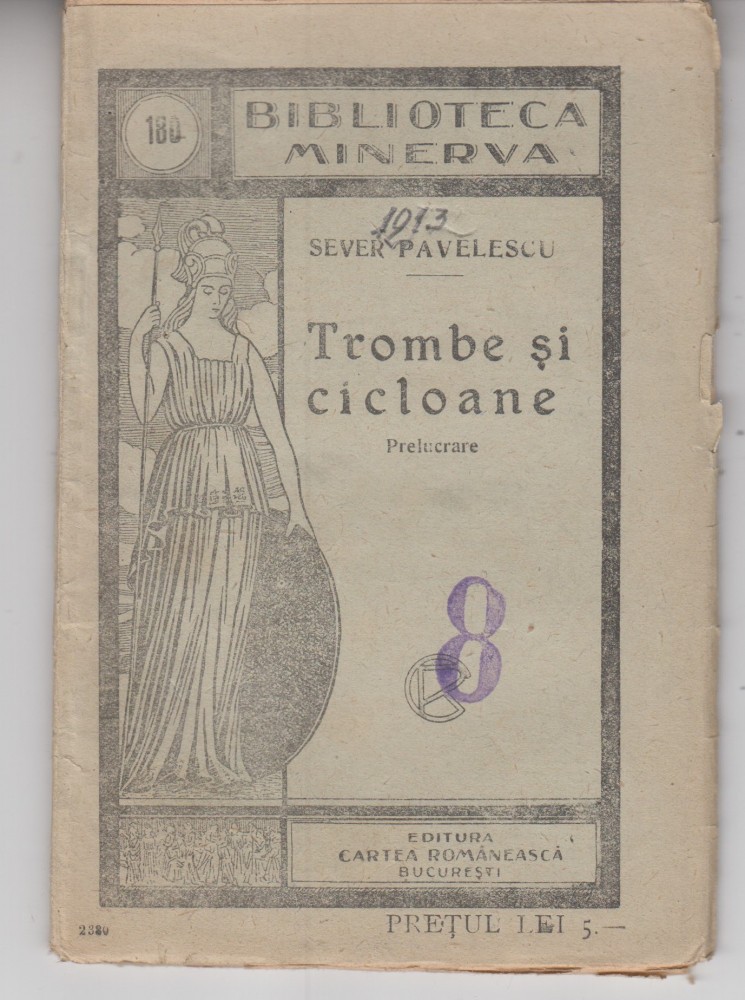 180
BIBLIOTECA
MINERVA
1913
SEVER PAVELESCU
Trombe și
cicloane
Prelucrare
8
EDITURA
CARTEA ROMÂNEASCĂ
BUCUREȘTI
2380
PREȚUL LEI 5.—